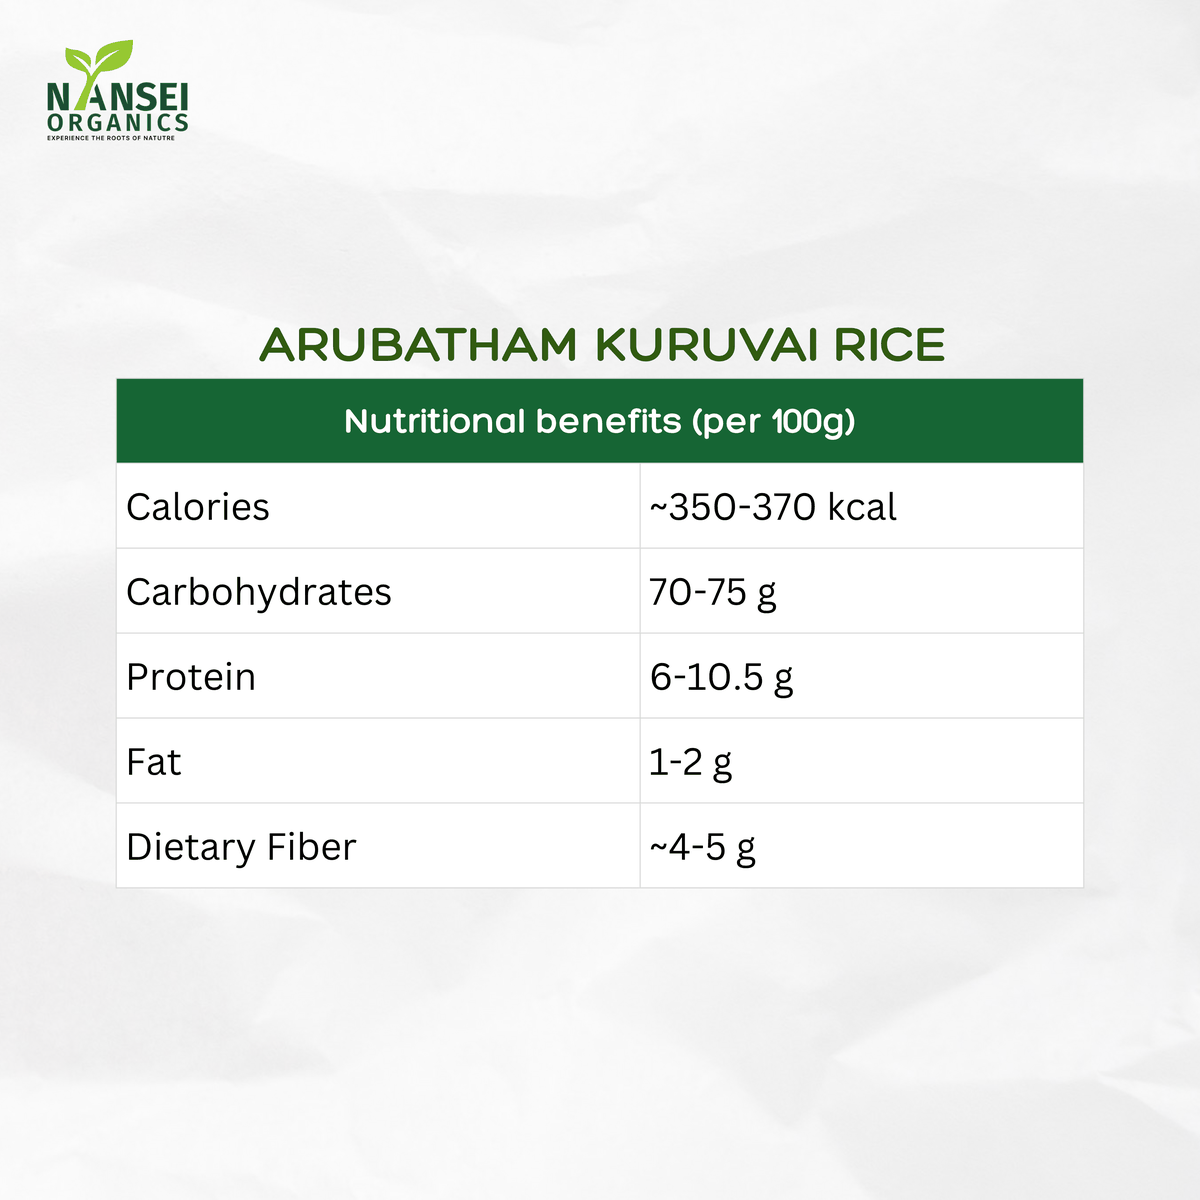 NANSEI
ORGANICS
EXPERIENCE THE ROOTS OF NATUTRE
ARUBATHAM KURUVAI RICE
Nutritional benefits (per 100g)
Calories ~350-370 kcal
Carbohydrates 70-75 g
Protein 6-10.5 g
Fat 1-2 g
Dietary Fiber ~4-5 g